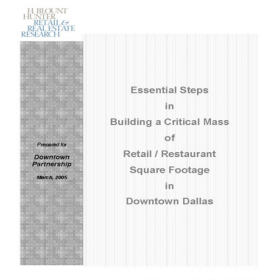 H. BLOUNT
HUNTER
RETAIL &
REAL ESTATE
RESEARCH
Prepared for
Downtown
Partnership
March, 2005
Essential Steps
in
Building a Critical Mass
of
Retail / Restaurant
Square Footage
in
Downtown Dallas